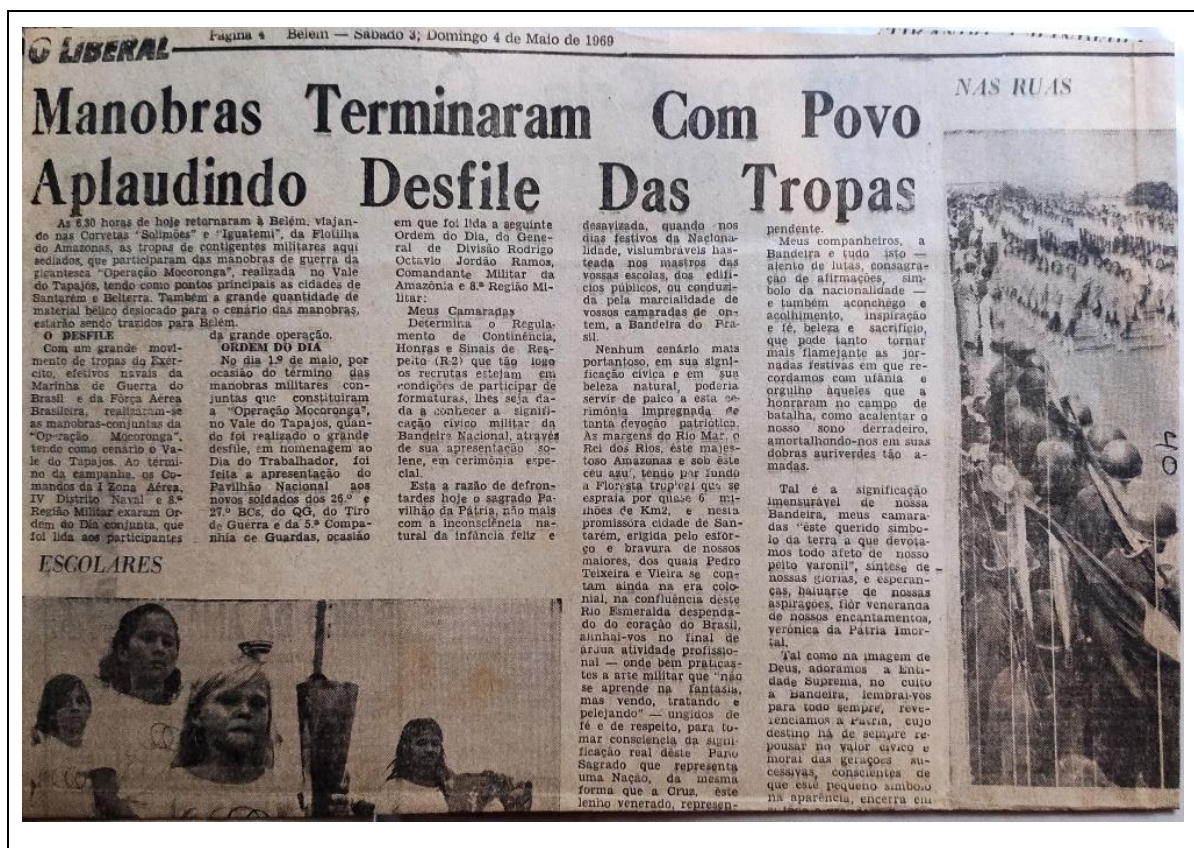 O LIBERAL
Página 4 Belém — Sábado 3; Domingo 4 de Maio de 1969
Manobras Terminaram Com Povo
Aplaudindo Desfile Das Tropas
As 6,30 horas de hoje retornaram à Belém, viajan-
do nas Corvetas "Solimões" e "Iguatemi", da Flotilha
do Amazonas, as tropas de contigentes militares aqui
sediados, que participaram das manobras de guerra da
gigantesca "Operação Mocoronga", realizada no Vale
do Tapajós, tendo como pontos principais as cidades de
Santarém e Belterra. Também a grande quantidade de
material bélico deslocado para o cenário das manobras,
estarão sendo trazidos para Belém.
O DESFILE
Com um grande movi-
mento de tropas da Exér-
cito, efetivos navais da
Marinha de Guerra do
Brasil e da Fôrça Aérea
Brasileira, realizaram-se
as manobras-conjuntas da
"Operação Mocoronga",
tendo como cenário o Va-
le do Tapajos. Ao térmi-
no da campanha, os Co-
mandos da I Zona Aérea,
IV Distrito Naval e 8.ª
Região Militar exaram Or-
dem do Dia conjunta, que
foi lida aos participantes
da grande operação.
ORDEM DO DIA
No dia 1.º de maio, por
ocasião do término das
manobras militares con-
juntas que constituiram
a "Operação Mocoronga",
no Vale do Tapajos, quan-
do foi realizado o grande
desfile, em homenagem ao
Dia do Trabalhador, foi
feita a apresentação do
Pavilhão Nacional aos
novos soldados dos 26.º e
27.º BCs, do QG, do Tiro
de Guerra e da 5.ª Compa-
nhia de Guardas, ocasião
em que foi lida a seguinte
Ordem do Dia, do Gene-
ral de Divisão Rodrigo
Octavio Jordão Ramos,
Comandante Militar da
Amazônia e 8.ª Região Mi-
litar:
Meus Camaradas
Determina o Regula-
mento de Continência,
Honras e Sinais de Res-
peito (R-2) que tão logo
os recrutas estejam em
condições de participar de
formaturas, lhes seja da-
da a conhecer a signifi-
cação cívico militar da
Bandeira Nacional, através
de sua apresentação so-
lene, em cerimônia espe-
cial
Esta a razão de defron-
tardes hoje o sagrado Pa-
vilhão da Pátria, não mais
com a inconsciência na-
tural da infância feliz e
desavizada, quando nos
dias festivos da Naciona-
lidade, vislumbráveis has-
teada nos mastros das
vossas escolas, dos edifí-
cios públicos, ou conduzi-
da pela marcialidade de
vossos camaradas de on-
tem, a Bandeira do Bra-
sil.
Nenhum cenário mais
portantoso, em sua signi-
ficação cívica e em sua
beleza natural, poderia
servir de palco a esta ce-
rimônia impregnada de
tanta devoção patriótica.
As margens do Rio Mar, o
Rei dos Rios, êste majes-
toso Amazonas e sob êste
céu azul, tendo por fundo
a Floresta tropical que se
espraia por quase 6 mi-
lhões de Km2, e nesta
promissôra cidade de San-
tarém, erigida pelo esfor-
ço e bravura de nossos
maiores, dos quais Pedro
Teixeira e Vieira se con-
tam ainda na era colo-
nial, na confluência dêste
Rio Esmeralda despenda-
do do coração do Brasil,
alinhai-vos no final de
árdua atividade profissio-
nal — onde bem praticas-
tes a arte militar que "não
se aprende na fantasia,
mas vendo, tratando e
pelejando" — ungidos de
fé e de respeito, para to-
mar consciência da signi-
ficação real dêste Pano
Sagrado que representa
uma Nação, da mesma
forma que a Cruz, êste
lenho venerado, represen-
pendente.
Meus companheiros, a
Bandeira e tudo isto —
alento de lutas, consagra-
ção de afirmações, sím-
bolo da nacionalidade —
e também aconchego e
acolhimento, inspiração
e fé, beleza e sacrifício,
que pode tanto tornar
mais flamejante as jor-
nadas festivas em que re-
cordamos com ufânia e
orgulho àqueles que a
honraram no campo de
batalha, como acalentor o
nosso sono derradeiro,
amortalhondo-nos em suas
dobras auriverdes tão a-
madas.
Tal é a significação
imensurável de nossa
Bandeira, meus camara-
das "êste querido símbo-
lo da terra a que devota-
mos todo afeto de nosso
peito varonil", síntese de
nossas glórias, e esperan-
ças, baluarte de nossas
aspirações, flôr veneranda
de nossos encantamentos,
verônica da Pátria Imor-
tal.
Tal como na imagem de
Deus, adoramos a Enti-
dade Suprema, no culto
à Bandeira, lembrai-vos
para todo sempre, reve-
renciamos a Pátria, cujo
destino há de sempre re-
pousar no valor cívico e
moral das gerações su-
cessivas, conscientes de
que êste pequeno símbolo
na aparência, encerra em
ESCOLARES
NAS RUAS
40